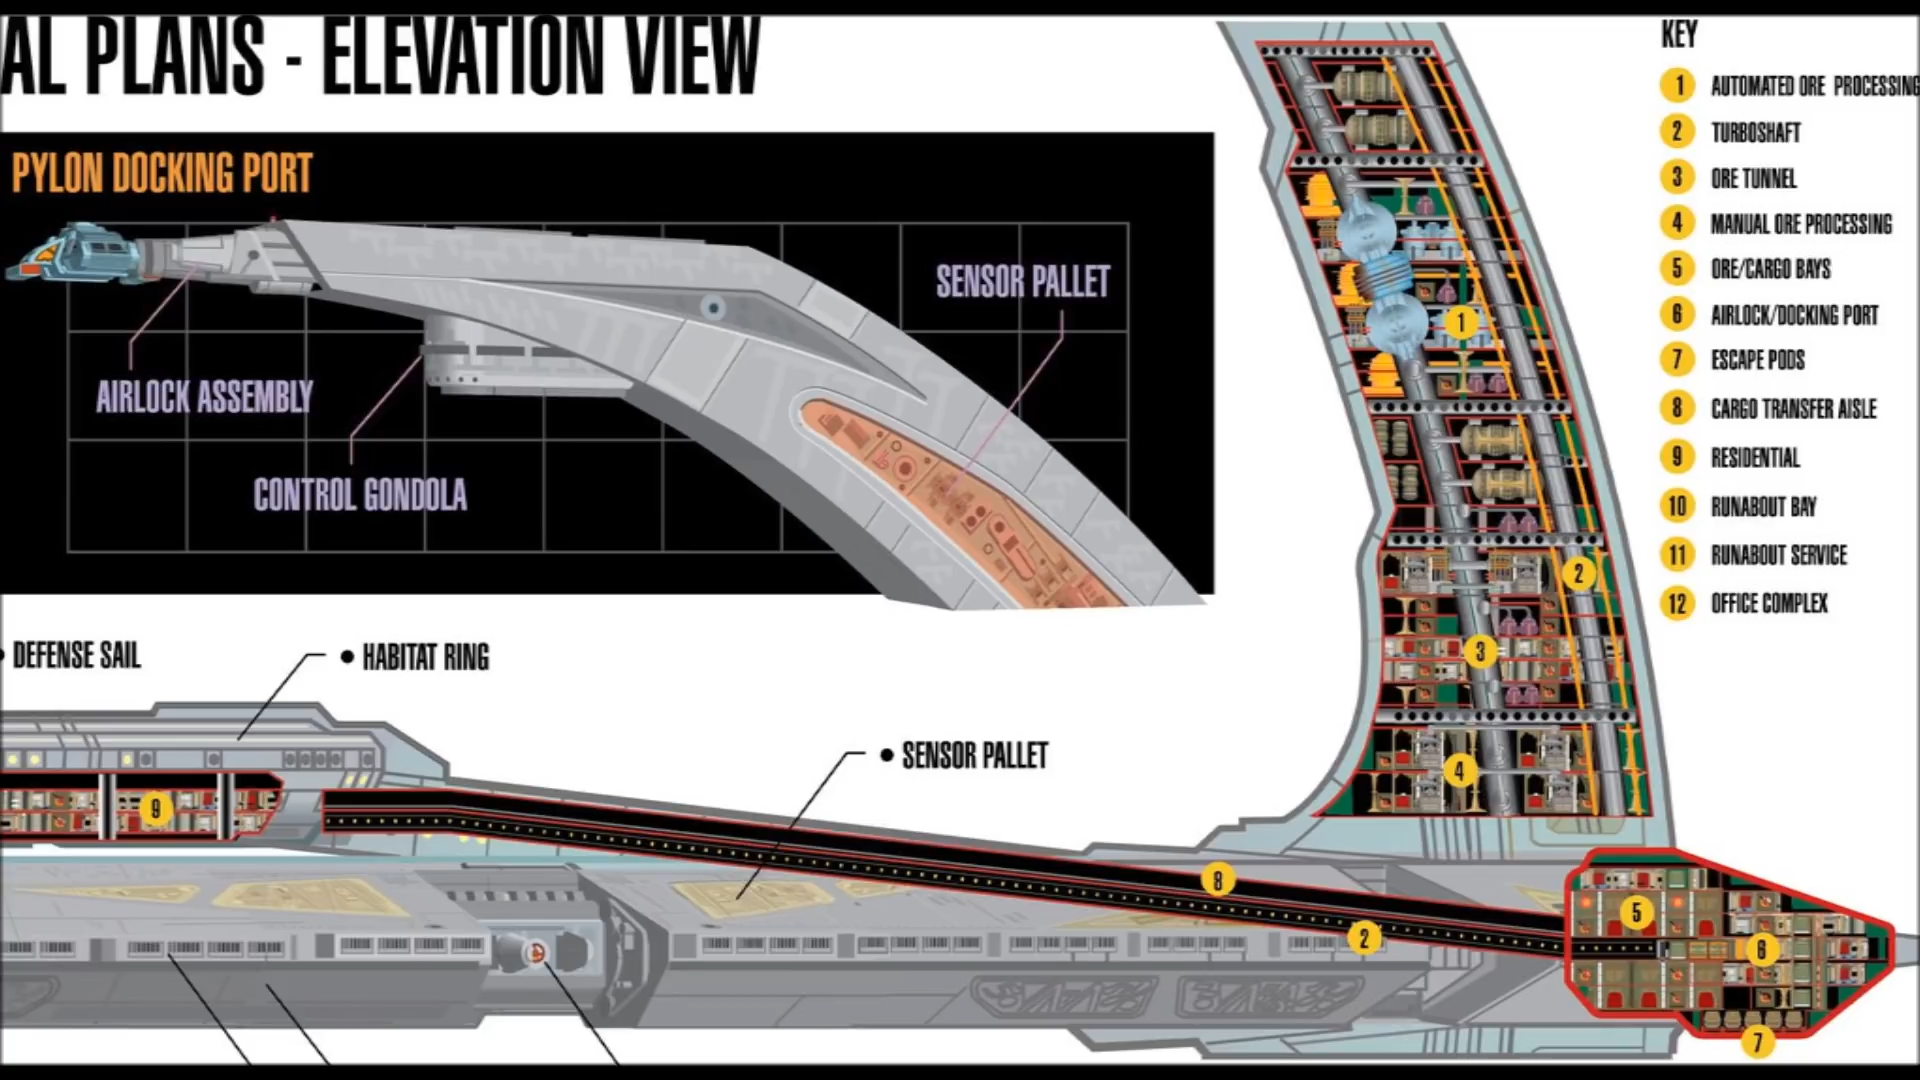 AL PLANS - ELEVATION VIEW
PYLON DOCKING PORT
SENSOR PALLET
AIRLOCK ASSEMBLY
CONTROL GONDOLA
KEY
1 AUTOMATED ORE PROCESSING
2 TURBOSHAFT
3 ORE TUNNEL
4 MANUAL ORE PROCESSING
5 ORE/CARGO BAYS
6 AIRLOCK/DOCKING PORT
7 ESCAPE PODS
8 CARGO TRANSFER AISLE
9 RESIDENTIAL
10 RUNABOUT BAY
11 RUNABOUT SERVICE
12 OFFICE COMPLEX
1
2
3
4
• DEFENSE SAIL
• HABITAT RING
• SENSOR PALLET
9
8
2
5
6
7